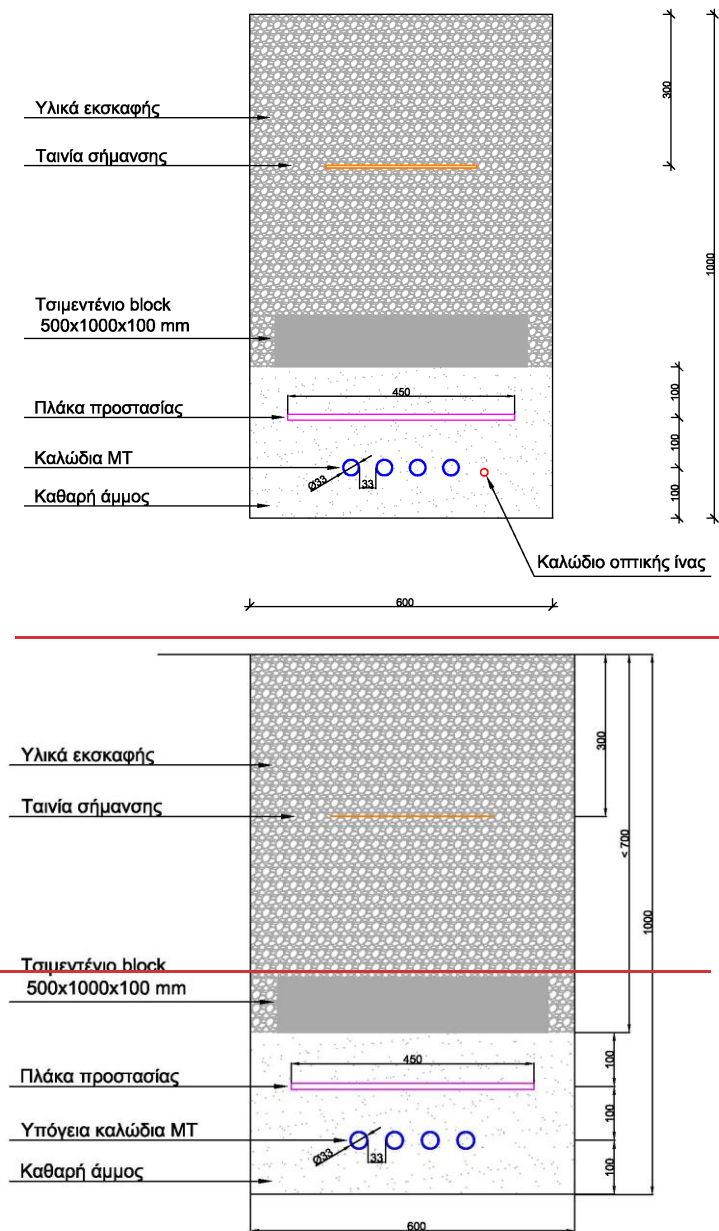 Υλικά εκσκαφής
Ταινία σήμανσης
Τσιμεντένιο block
500x1000x100 mm
Πλάκα προστασίας
Καλώδια ΜΤ
Καθαρή άμμος
300
1000
450
100
100
100
Ø33
33
Καλώδιο οπτικής ίνας
600
Υλικά εκσκαφής
Ταινία σήμανσης
Τσιμεντένιο block
500x1000x100 mm
Πλάκα προστασίας
Υπόγεια καλώδια ΜΤ
Καθαρή άμμος
300
<700
1000
450
100
100
100
Ø33
33
600